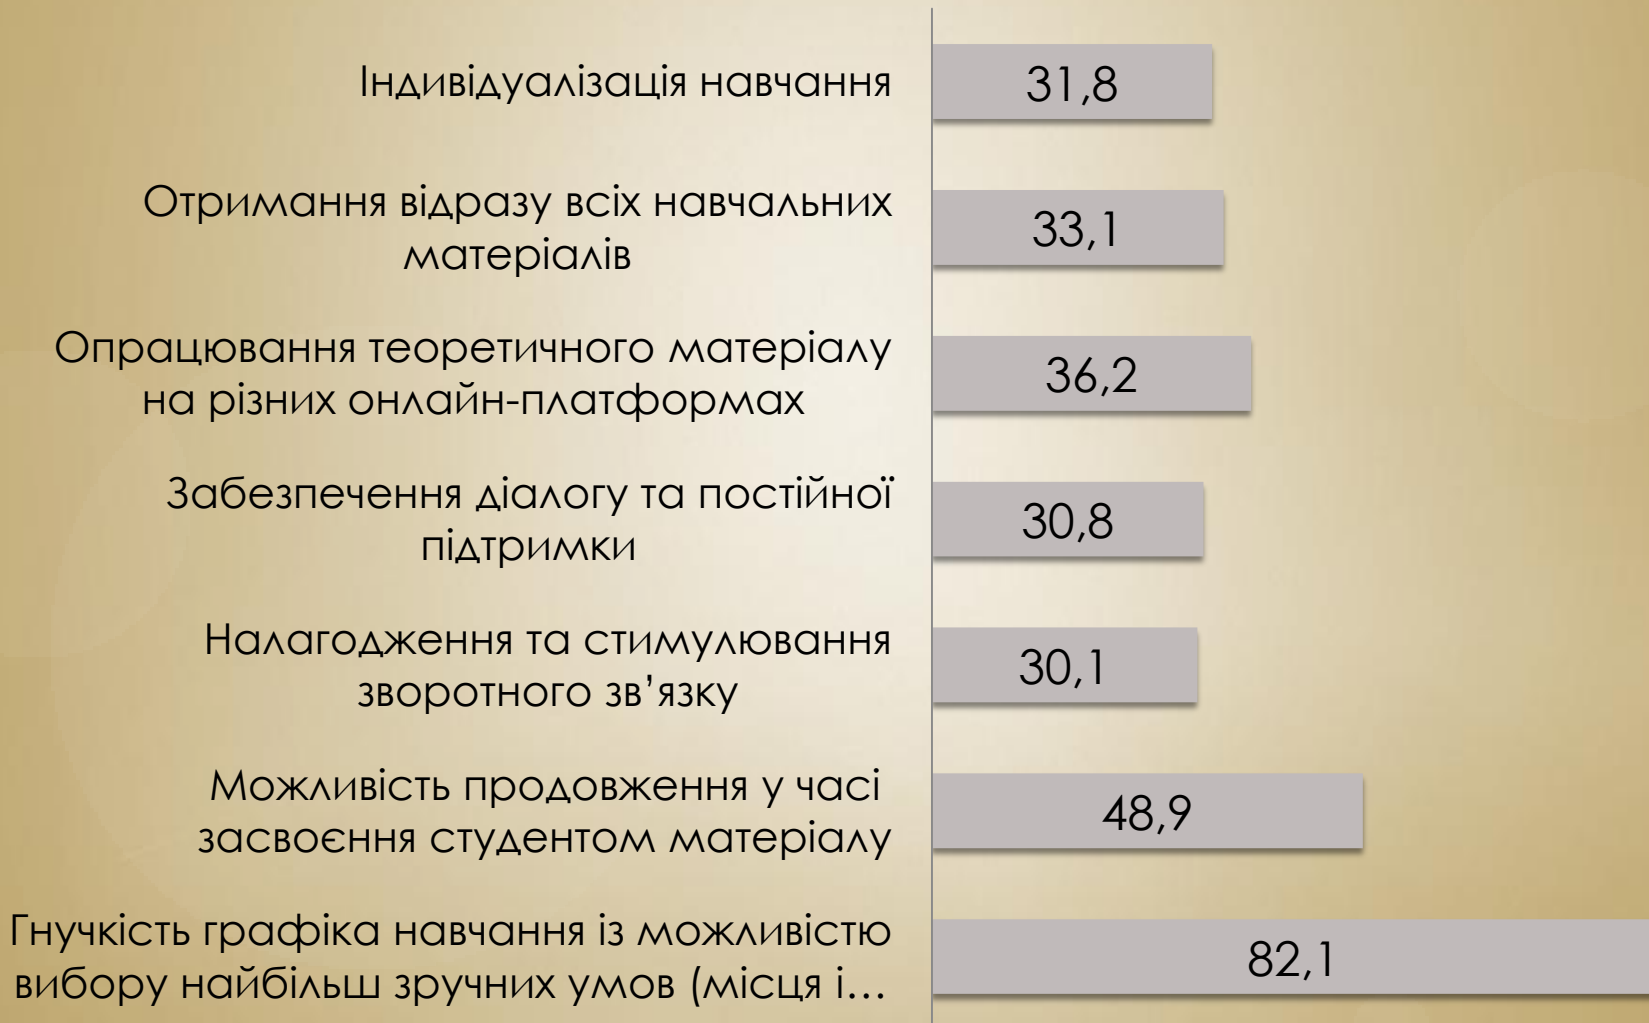 Індивідуалізація навчання
31,8
Отримання відразу всіх навчальних
матеріалів
33,1
Опрацювання теоретичного матеріалу
на різних онлайн-платформах
36,2
Забезпечення діалогу та постійної
підтримки
30,8
Налагодження та стимулювання
зворотного зв’язку
30,1
Можливість продовження у часі
засвоєння студентом матеріалу
48,9
Гнучкість графіка навчання із можливістю
вибору найбільш зручних умов (місця і…
82,1